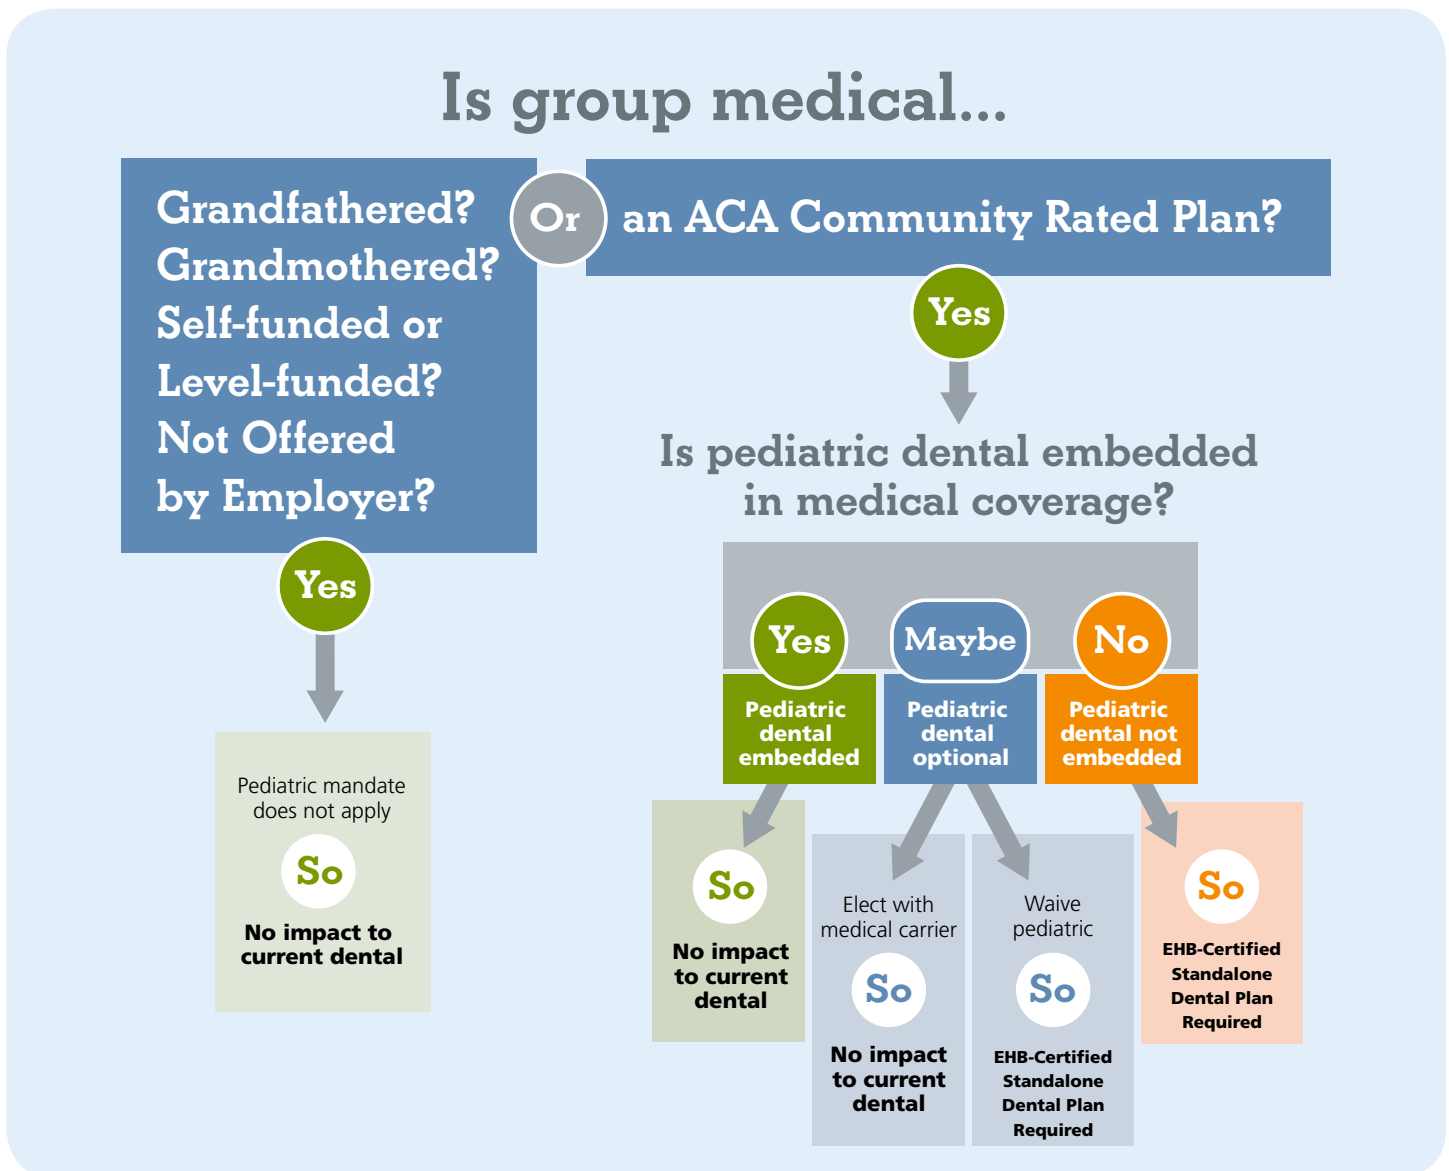 Is group medical...
Grandfathered?
Grandmothered?
Self-funded or
Level-funded?
Not Offered
by Employer?
Or
an ACA Community Rated Plan?
Yes
Pediatric mandate
does not apply
So
No impact to
current dental
Yes
Is pediatric dental embedded
in medical coverage?
Yes
Pediatric
dental
embedded
So
No impact
to current
dental
Maybe
Pediatric
dental
optional
Elect with
medical carrier
So
No impact
to current
dental
Waive
pediatric
So
EHB-Certified
Standalone
Dental Plan
Required
No
Pediatric
dental not
embedded
So
EHB-Certified
Standalone
Dental Plan
Required